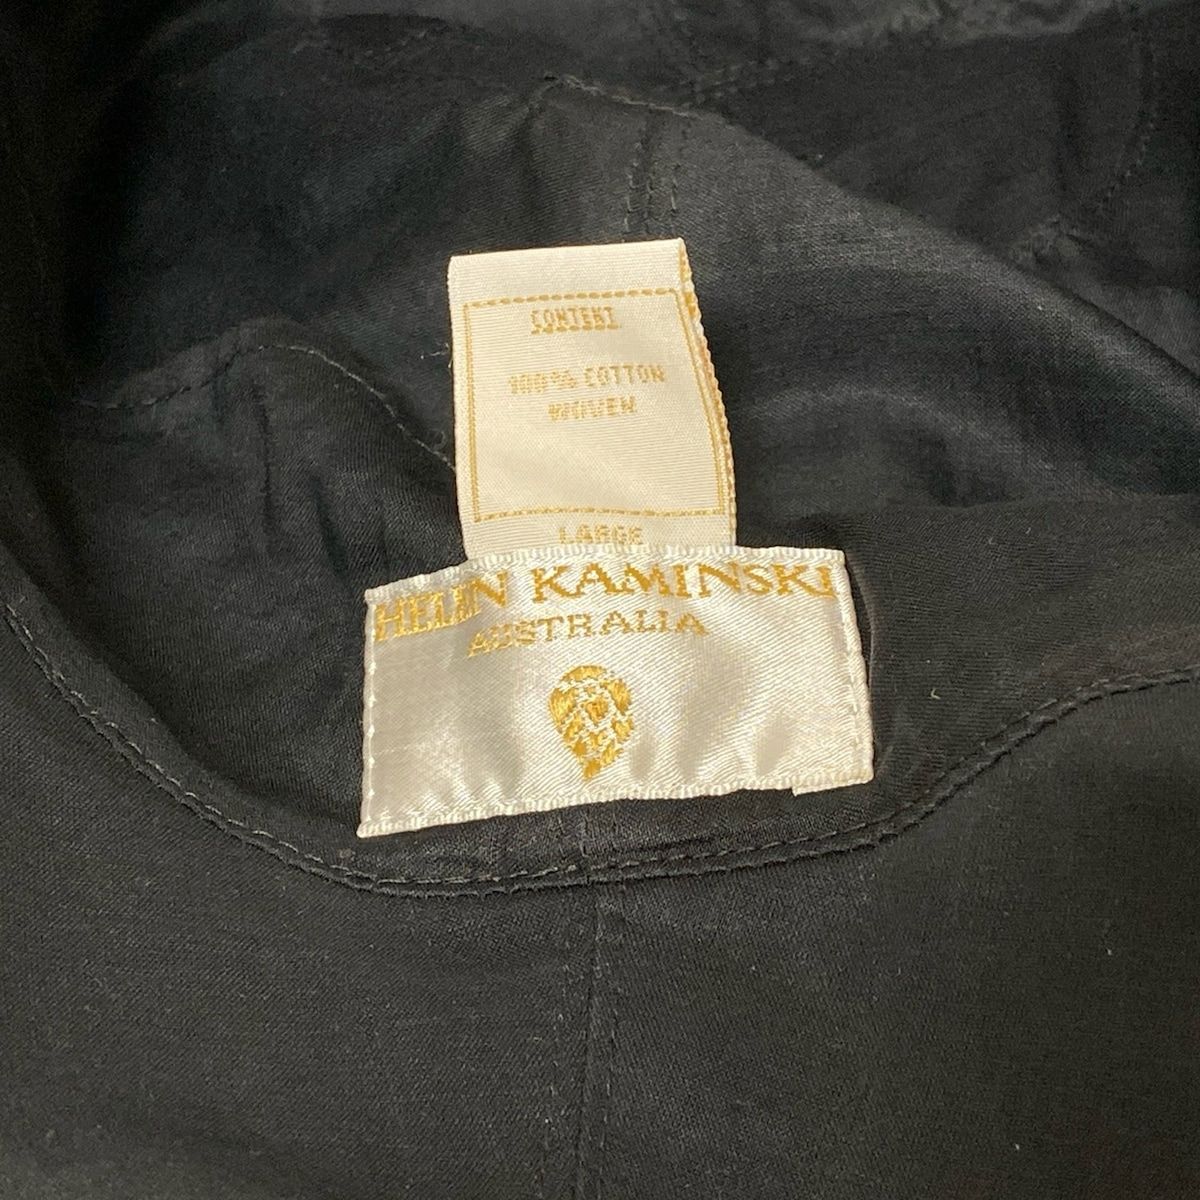 CONTENT
100% COTTON
WOVEN
LARGE
HELEN KAMINSKI
AUSTRALIA